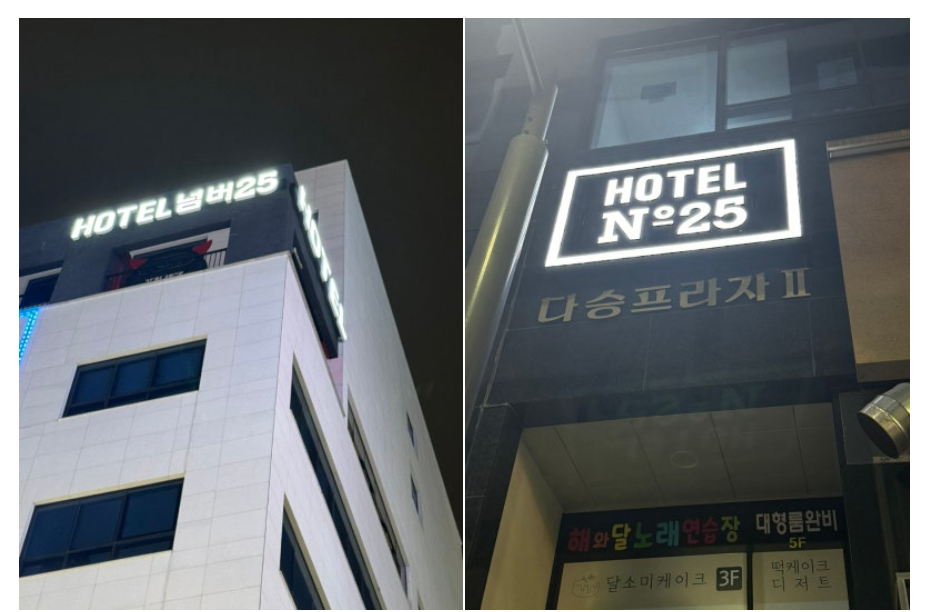 HOTEL넘버25
HOTEL
HOTEL
Nº25
다승프라자Ⅱ
해와달노래연습장 대형룸완비
5F
달소미케이크 3F
떡케이크
디저트